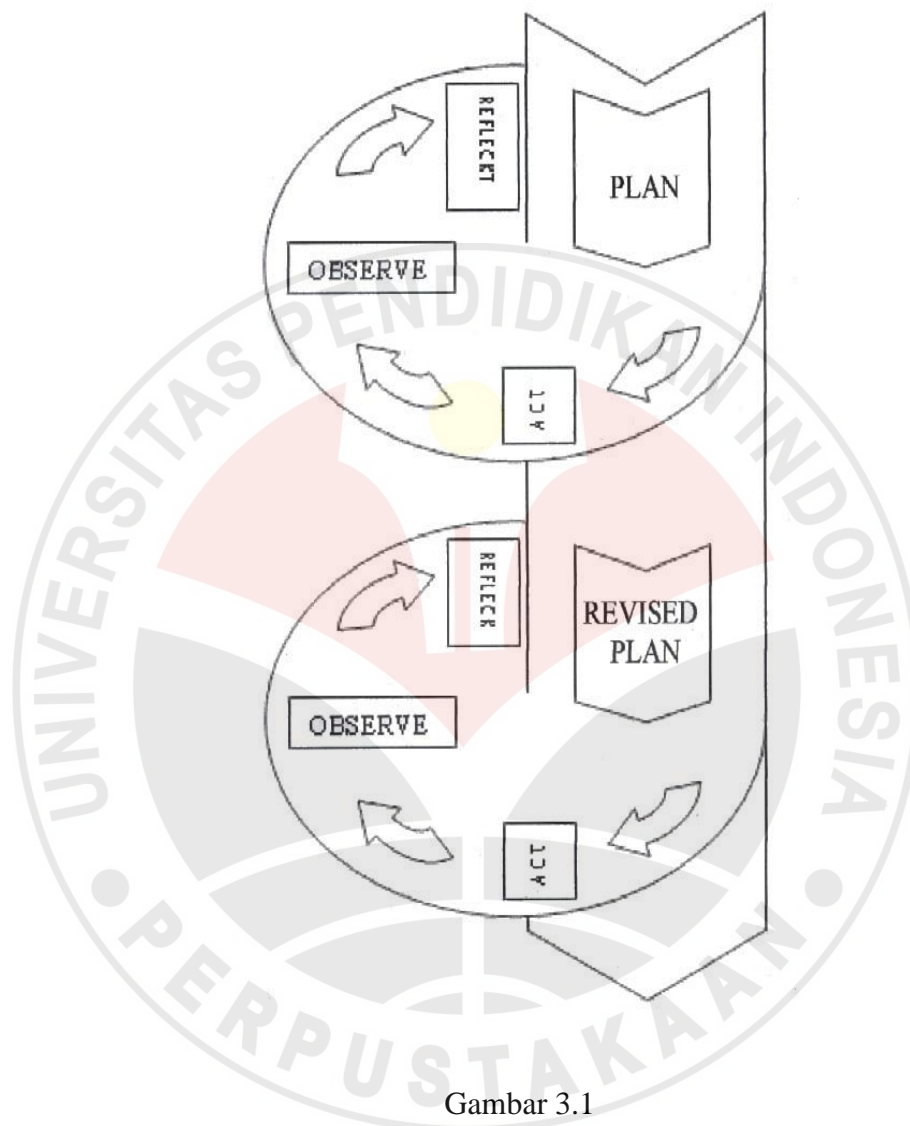 REFLECKT
PLAN
OBSERVE
ACT
REFLECK
REVISED
PLAN
OBSERVE
ACT
UNIVERSITAS PENDIDIKAN INDONESIA
PERPUSTAKAAN
Gambar 3.1